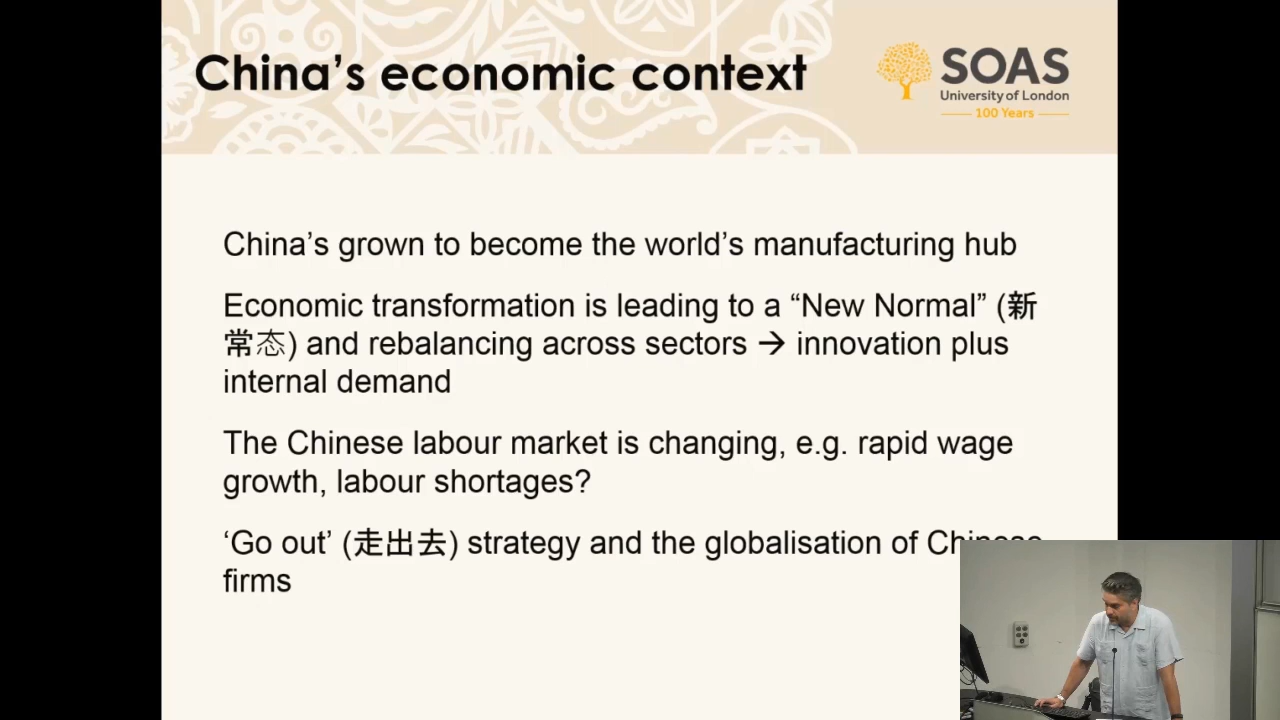 China’s economic context
SOAS
University of London
100 Years
China’s grown to become the world’s manufacturing hub
Economic transformation is leading to a “New Normal” (新
常态) and rebalancing across sectors → innovation plus
internal demand
The Chinese labour market is changing, e.g. rapid wage
growth, labour shortages?
‘Go out’ (走出去) strategy and the globalisation of Chinese
firms